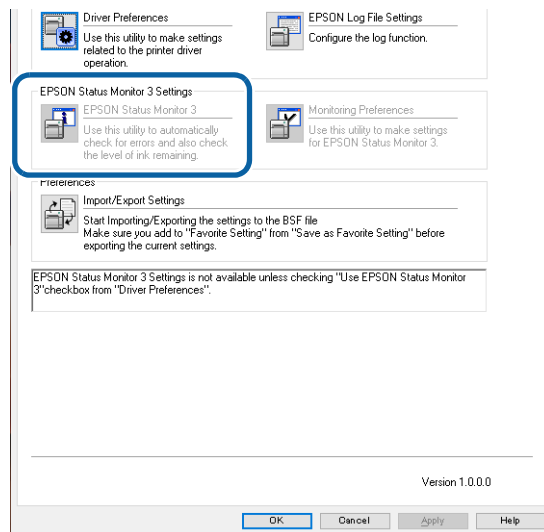 Driver Preferences
Use this utility to make settings
related to the printer driver
operation.
EPSON Log File Settings
Configure the log function.
EPSON Status Monitor 3 Settings
EPSON Status Monitor 3
Use this utility to automatically
check for errors and also check
the level of ink remaining.
Monitoring Preferences
Use this utility to make settings
for EPSON Status Monitor 3.
Preferences
Import/Export Settings
Start Importing/Exporting the settings to the BSF file
Make sure you add to "Favorite Setting" from "Save as Favorite Setting" before
exporting the current settings.
EPSON Status Monitor 3 Settings is not available unless checking "Use EPSON Status Monitor
3"checkbox from "Driver Preferences".
Version 1.0.0.0
OK
Cancel
Apply
Help